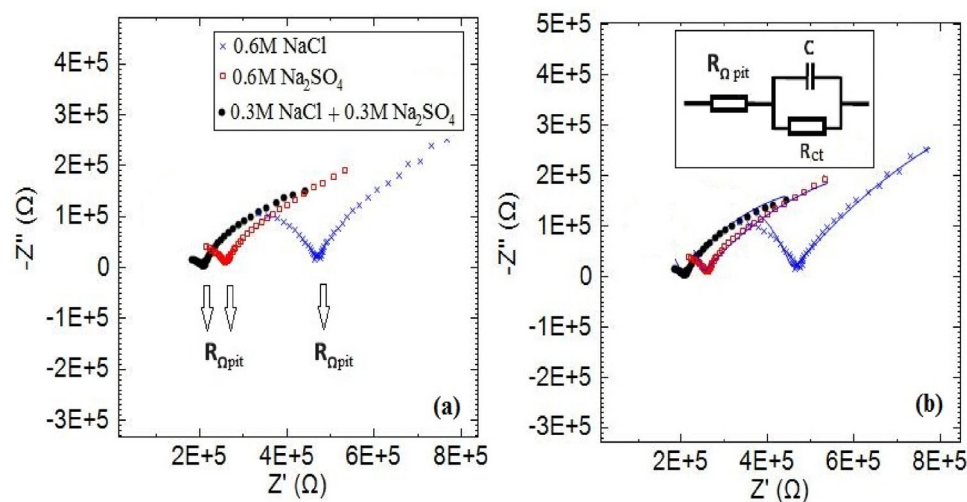 4E+5
3E+5
2E+5
1E+5
0
-1E+5
-2E+5
-3E+5
-Z'' (Ω)
0.6M NaCl
0.6M Na₂SO₄
0.3M NaCl + 0.3M Na₂SO₄
RΩpit
RΩpit
(a)
2E+5 4E+5 6E+5 8E+5
Z' (Ω)
5E+5
4E+5
3E+5
2E+5
1E+5
0
-1E+5
-2E+5
-3E+5
-Z'' (Ω)
C
RΩ pit
Rct
(b)
2E+5 4E+5 6E+5 8E+5
Z' (Ω)